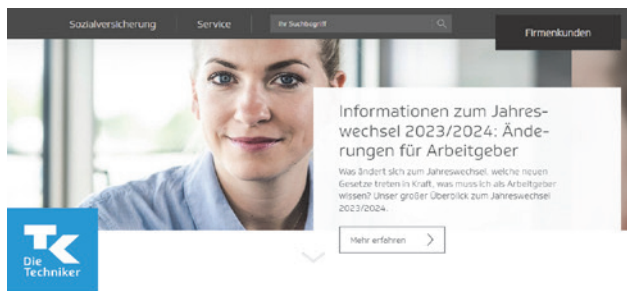 Sozialversicherung Service Ihr Suchbegriff
Firmenkunden
Informationen zum Jahres-
wechsel 2023/2024: Ände-
rungen für Arbeitgeber
Was ändert sich zum Jahreswechsel, welche neuen
Gesetze treten in Kraft, was muss ich als Arbeitgeber
wissen? Unser großer Überblick zum Jahreswechsel
2023/2024.
Mehr erfahren
TK
Die
Techniker